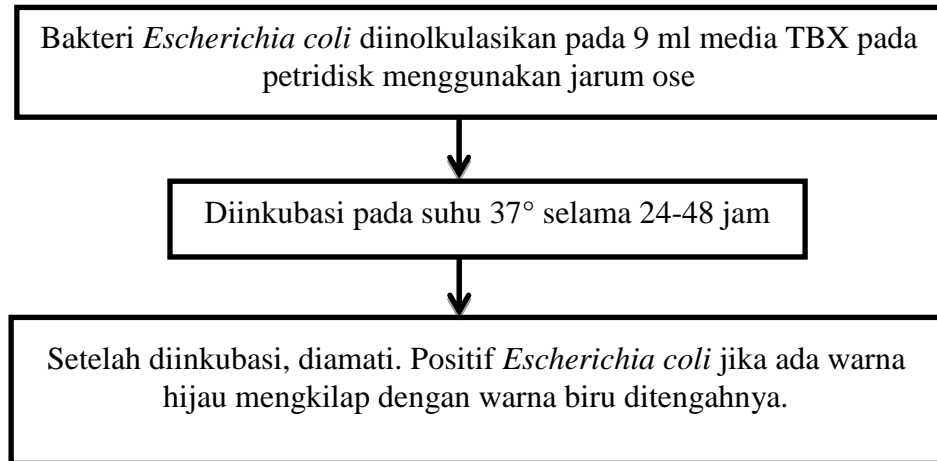 Bakteri Escherichia coli diinolkulasikan pada 9 ml media TBX pada
petridisk menggunakan jarum ose
Diinkubasi pada suhu 37° selama 24-48 jam
Setelah diinkubasi, diamati. Positif Escherichia coli jika ada warna
hijau mengkilap dengan warna biru ditengahnya.